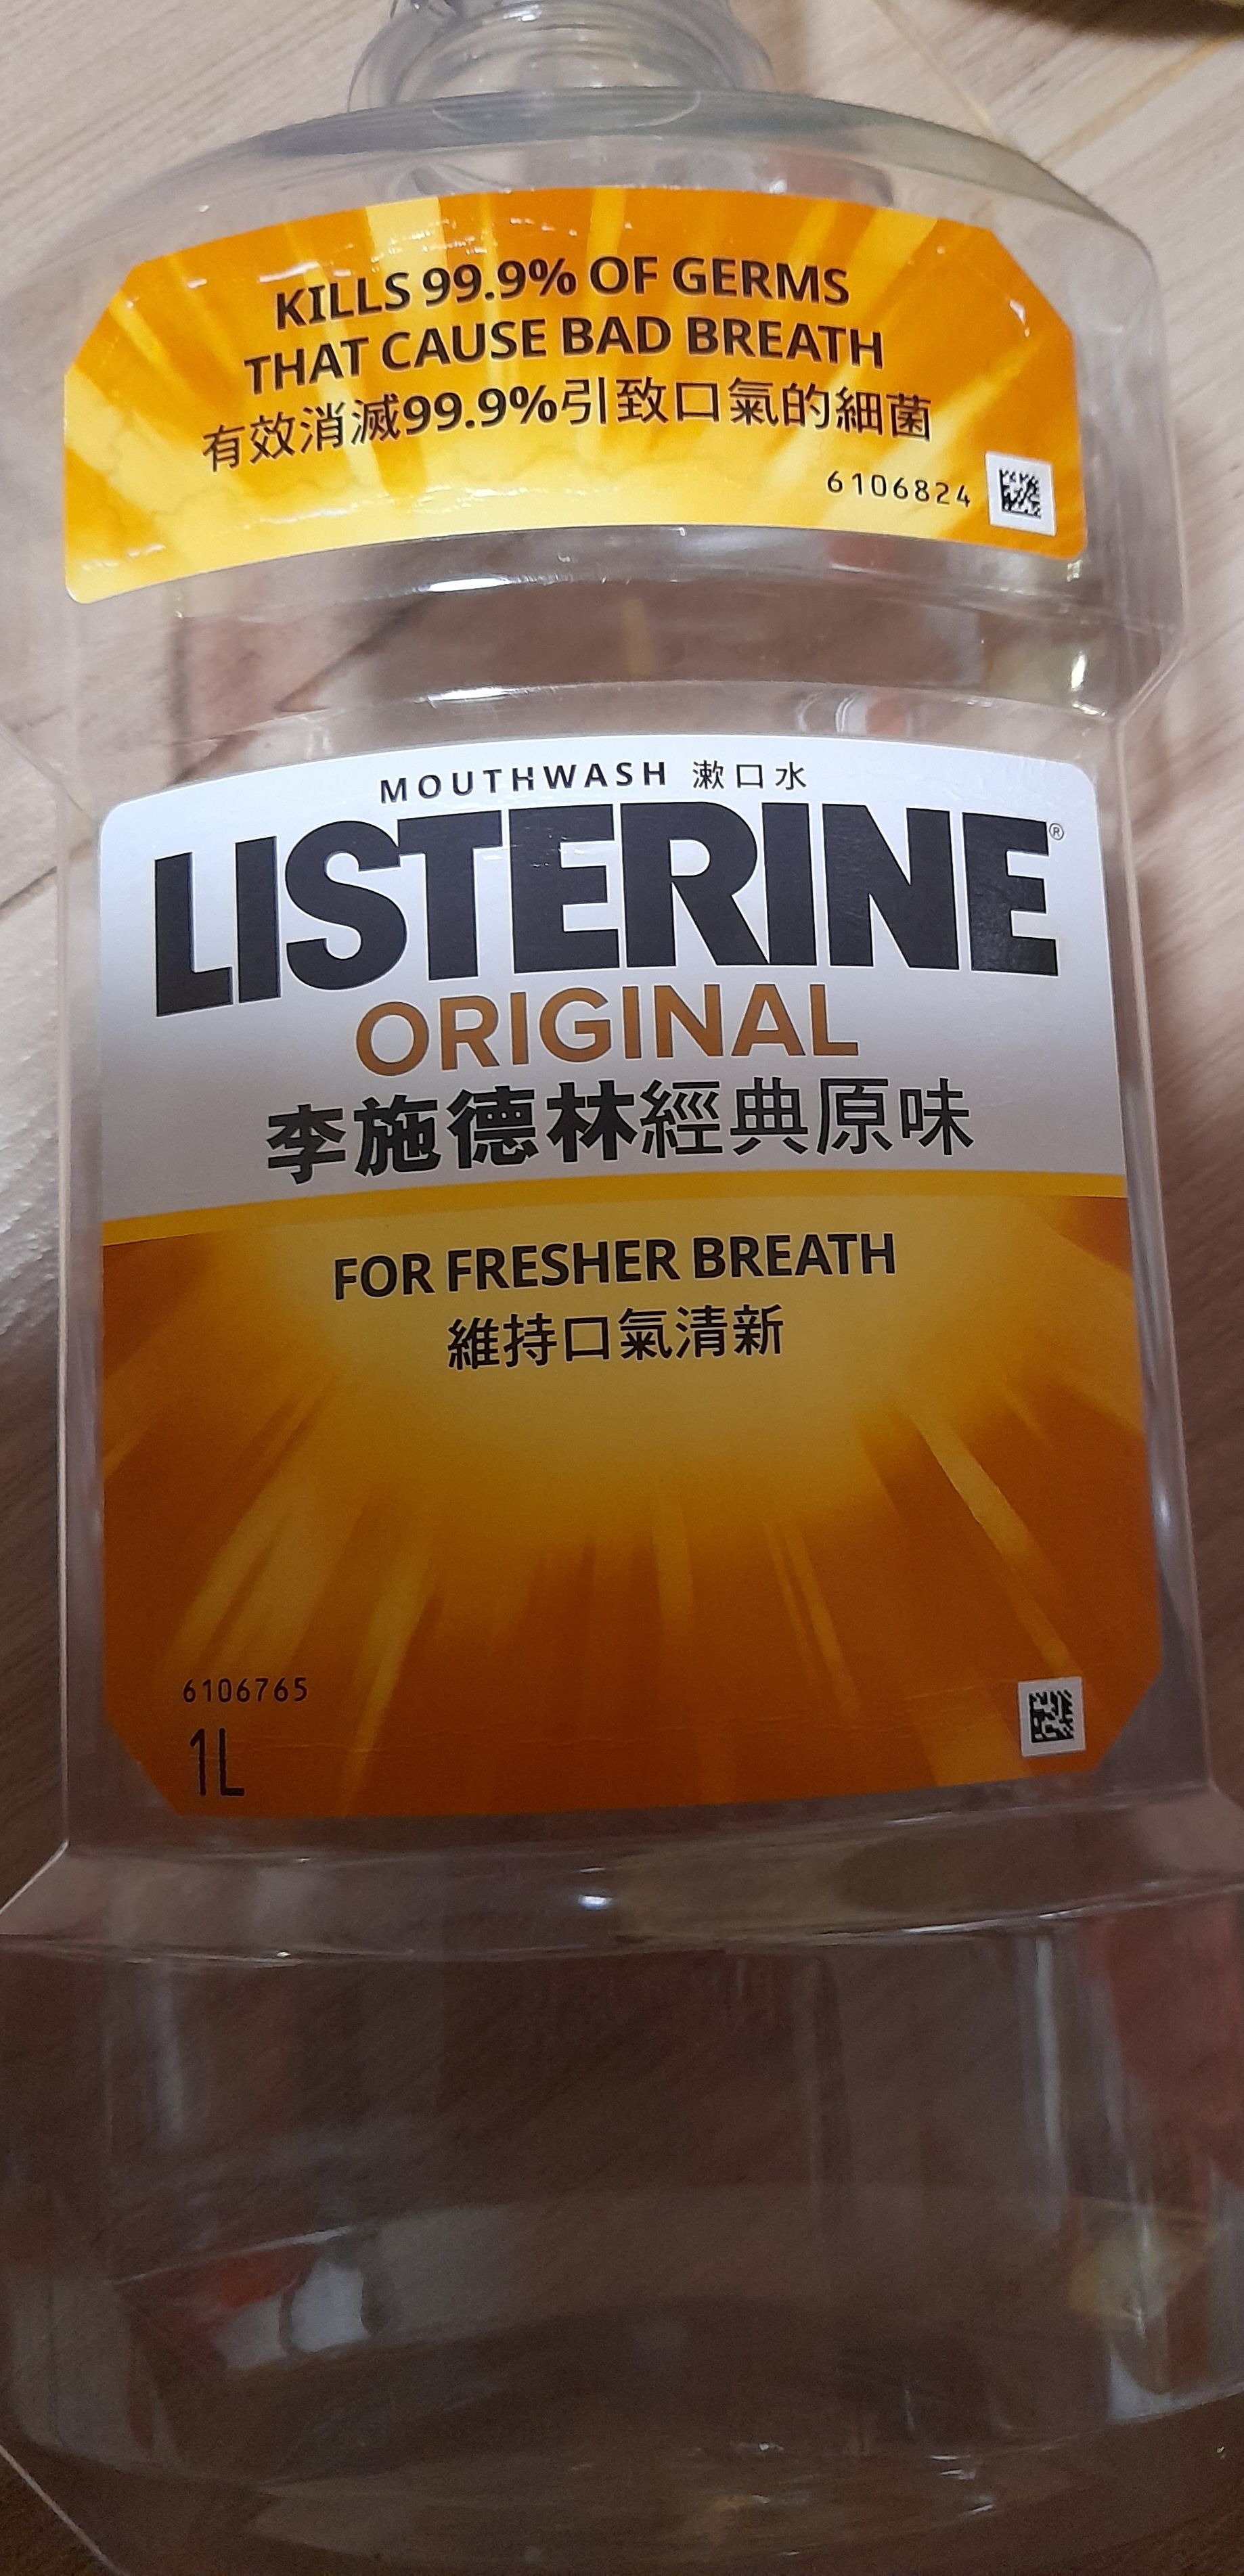 KILLS 99.9% OF GERMS
THAT CAUSE BAD BREATH
有效消滅99.9%引致口氣的細菌
6106824
MOUTHWASH 漱口水
LISTERINE®
ORIGINAL
李施德林經典原味
FOR FRESHER BREATH
維持口氣清新
6106765
1L